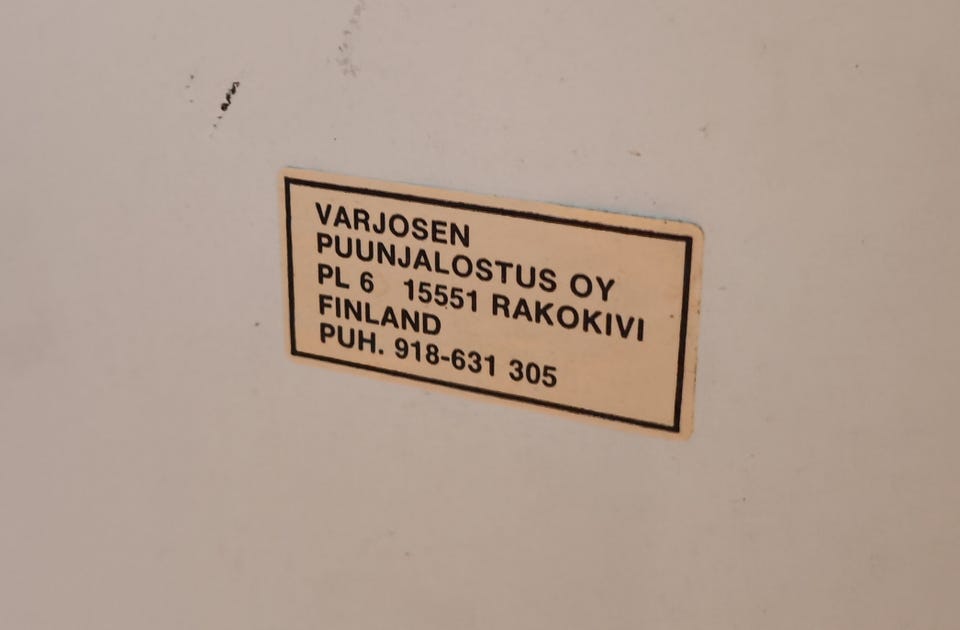 VARJOSEN
PUUNJALOSTUS OY
PL 6 15551 RAKOKIVI
FINLAND
PUH. 918-631 305